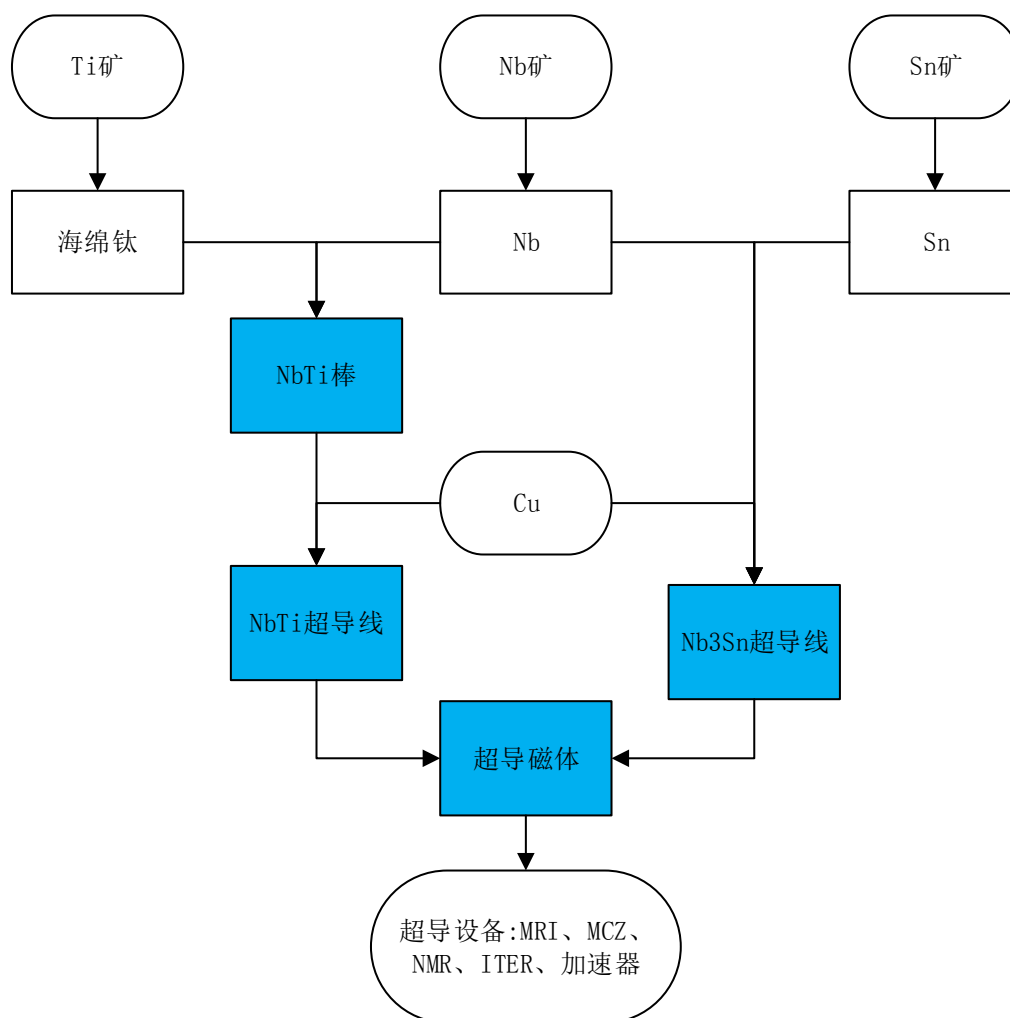 Ti矿
Nb矿
Sn矿
海绵钛
Nb
Sn
NbTi棒
Cu
NbTi超导线
Nb3Sn超导线
超导磁体
超导设备:MRI、MCZ、
NMR、ITER、加速器